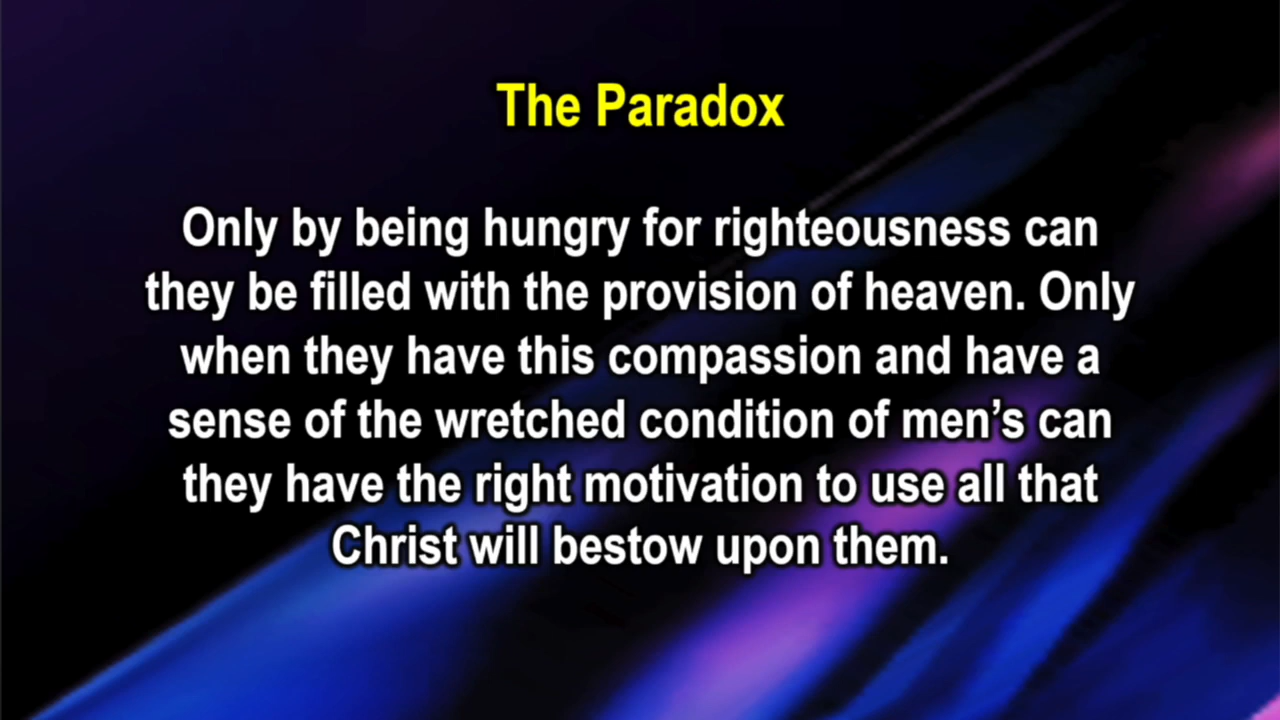 The Paradox
Only by being hungry for righteousness can
they be filled with the provision of heaven. Only
when they have this compassion and have a
sense of the wretched condition of men’s can
they have the right motivation to use all that
Christ will bestow upon them.